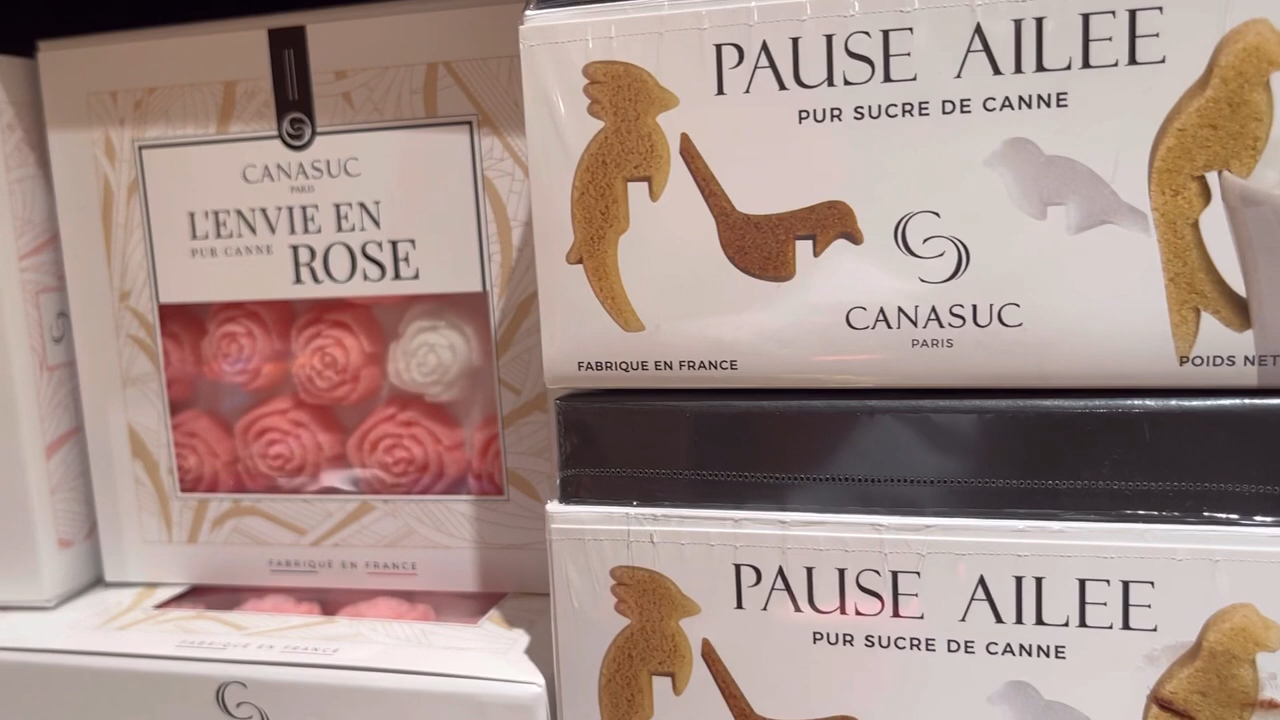 CANASUC
PARIS
L'ENVIE EN
PUR CANNE ROSE
FABRIQUÉ EN FRANCE
FABRIQUÉ EN FRANCE
PAUSE AILEE
PUR SUCRE DE CANNE
CANASUC
PARIS
FABRIQUE EN FRANCE
POIDS NET
PAUSE AILEE
PUR SUCRE DE CANNE